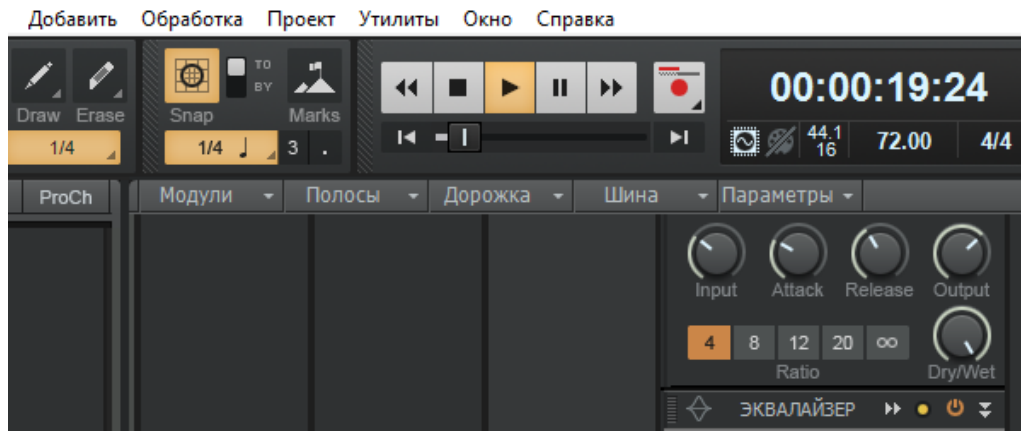 Добавить Обработка Проект Утилиты Окно Справка
TO
BY
00:00:19:24
Draw Erase Snap Marks
1/4 1/4 3 . 44.1 72.00 4/4
16
ProCh Модули Полосы Дорожка Шина Параметры
Input Attack Release Output
4 8 12 20 ∞
Ratio Dry/Wet
ЭКВАЛАЙЗЕР